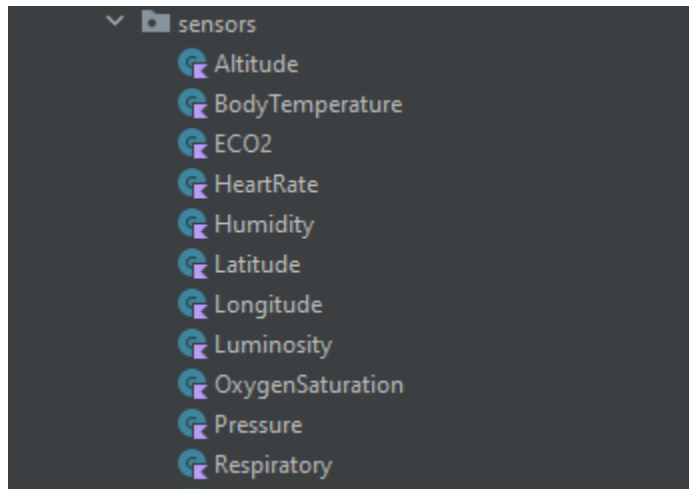 sensors
Altitude
BodyTemperature
ECO2
HeartRate
Humidity
Latitude
Longitude
Luminosity
OxygenSaturation
Pressure
Respiratory